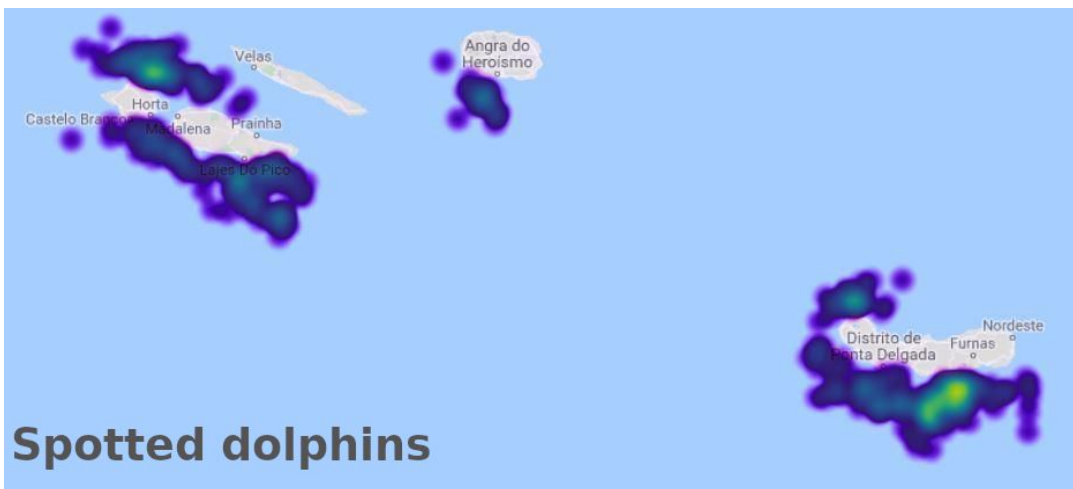 Angra do
Heroísmo
Velas
Horta
Castelo Branco
Madalena
Prainha
Lajes Do Pico
Nordeste
Distrito de
Ponta Delgada
Furnas
Spotted dolphins